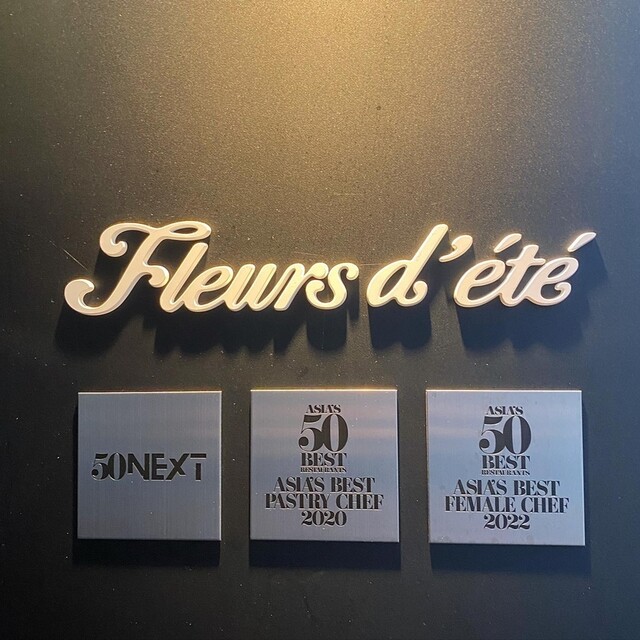 Fleurs d'été
50NEXT
ASIA'S
50
BEST
RESTAURANTS
ASIA'S BEST
PASTRY CHEF
2020
ASIA'S
50
BEST
RESTAURANTS
ASIA'S BEST
FEMALE CHEF
2022